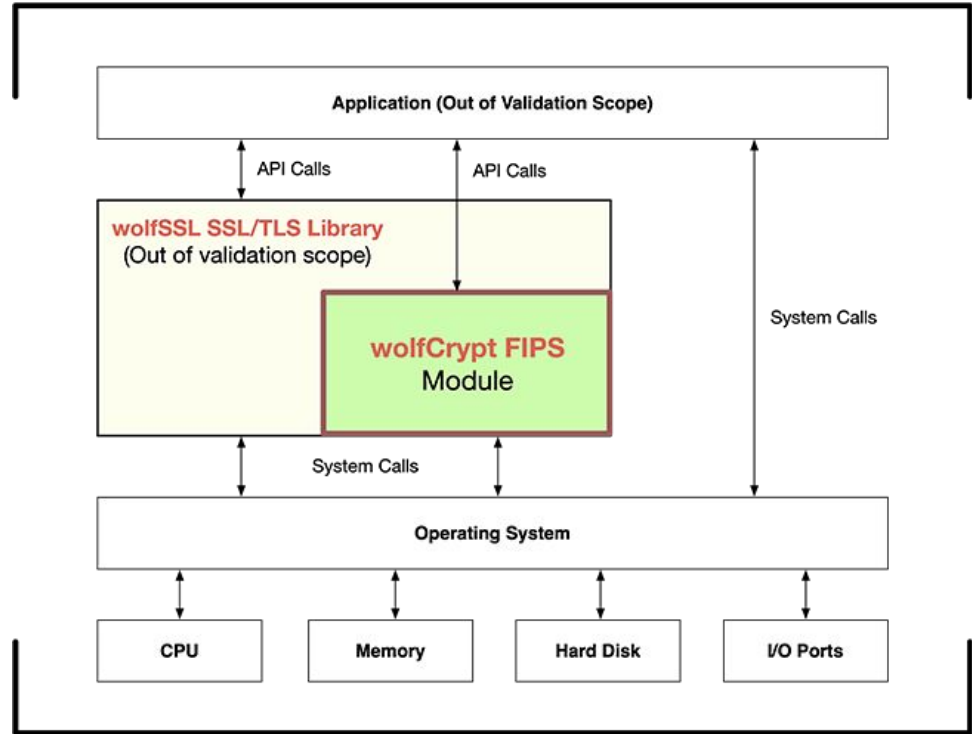 Application (Out of Validation Scope)
API Calls
API Calls
wolfSSL SSL/TLS Library
(Out of validation scope)
System Calls
wolfCrypt FIPS
Module
System Calls
Operating System
CPU
Memory
Hard Disk
I/O Ports